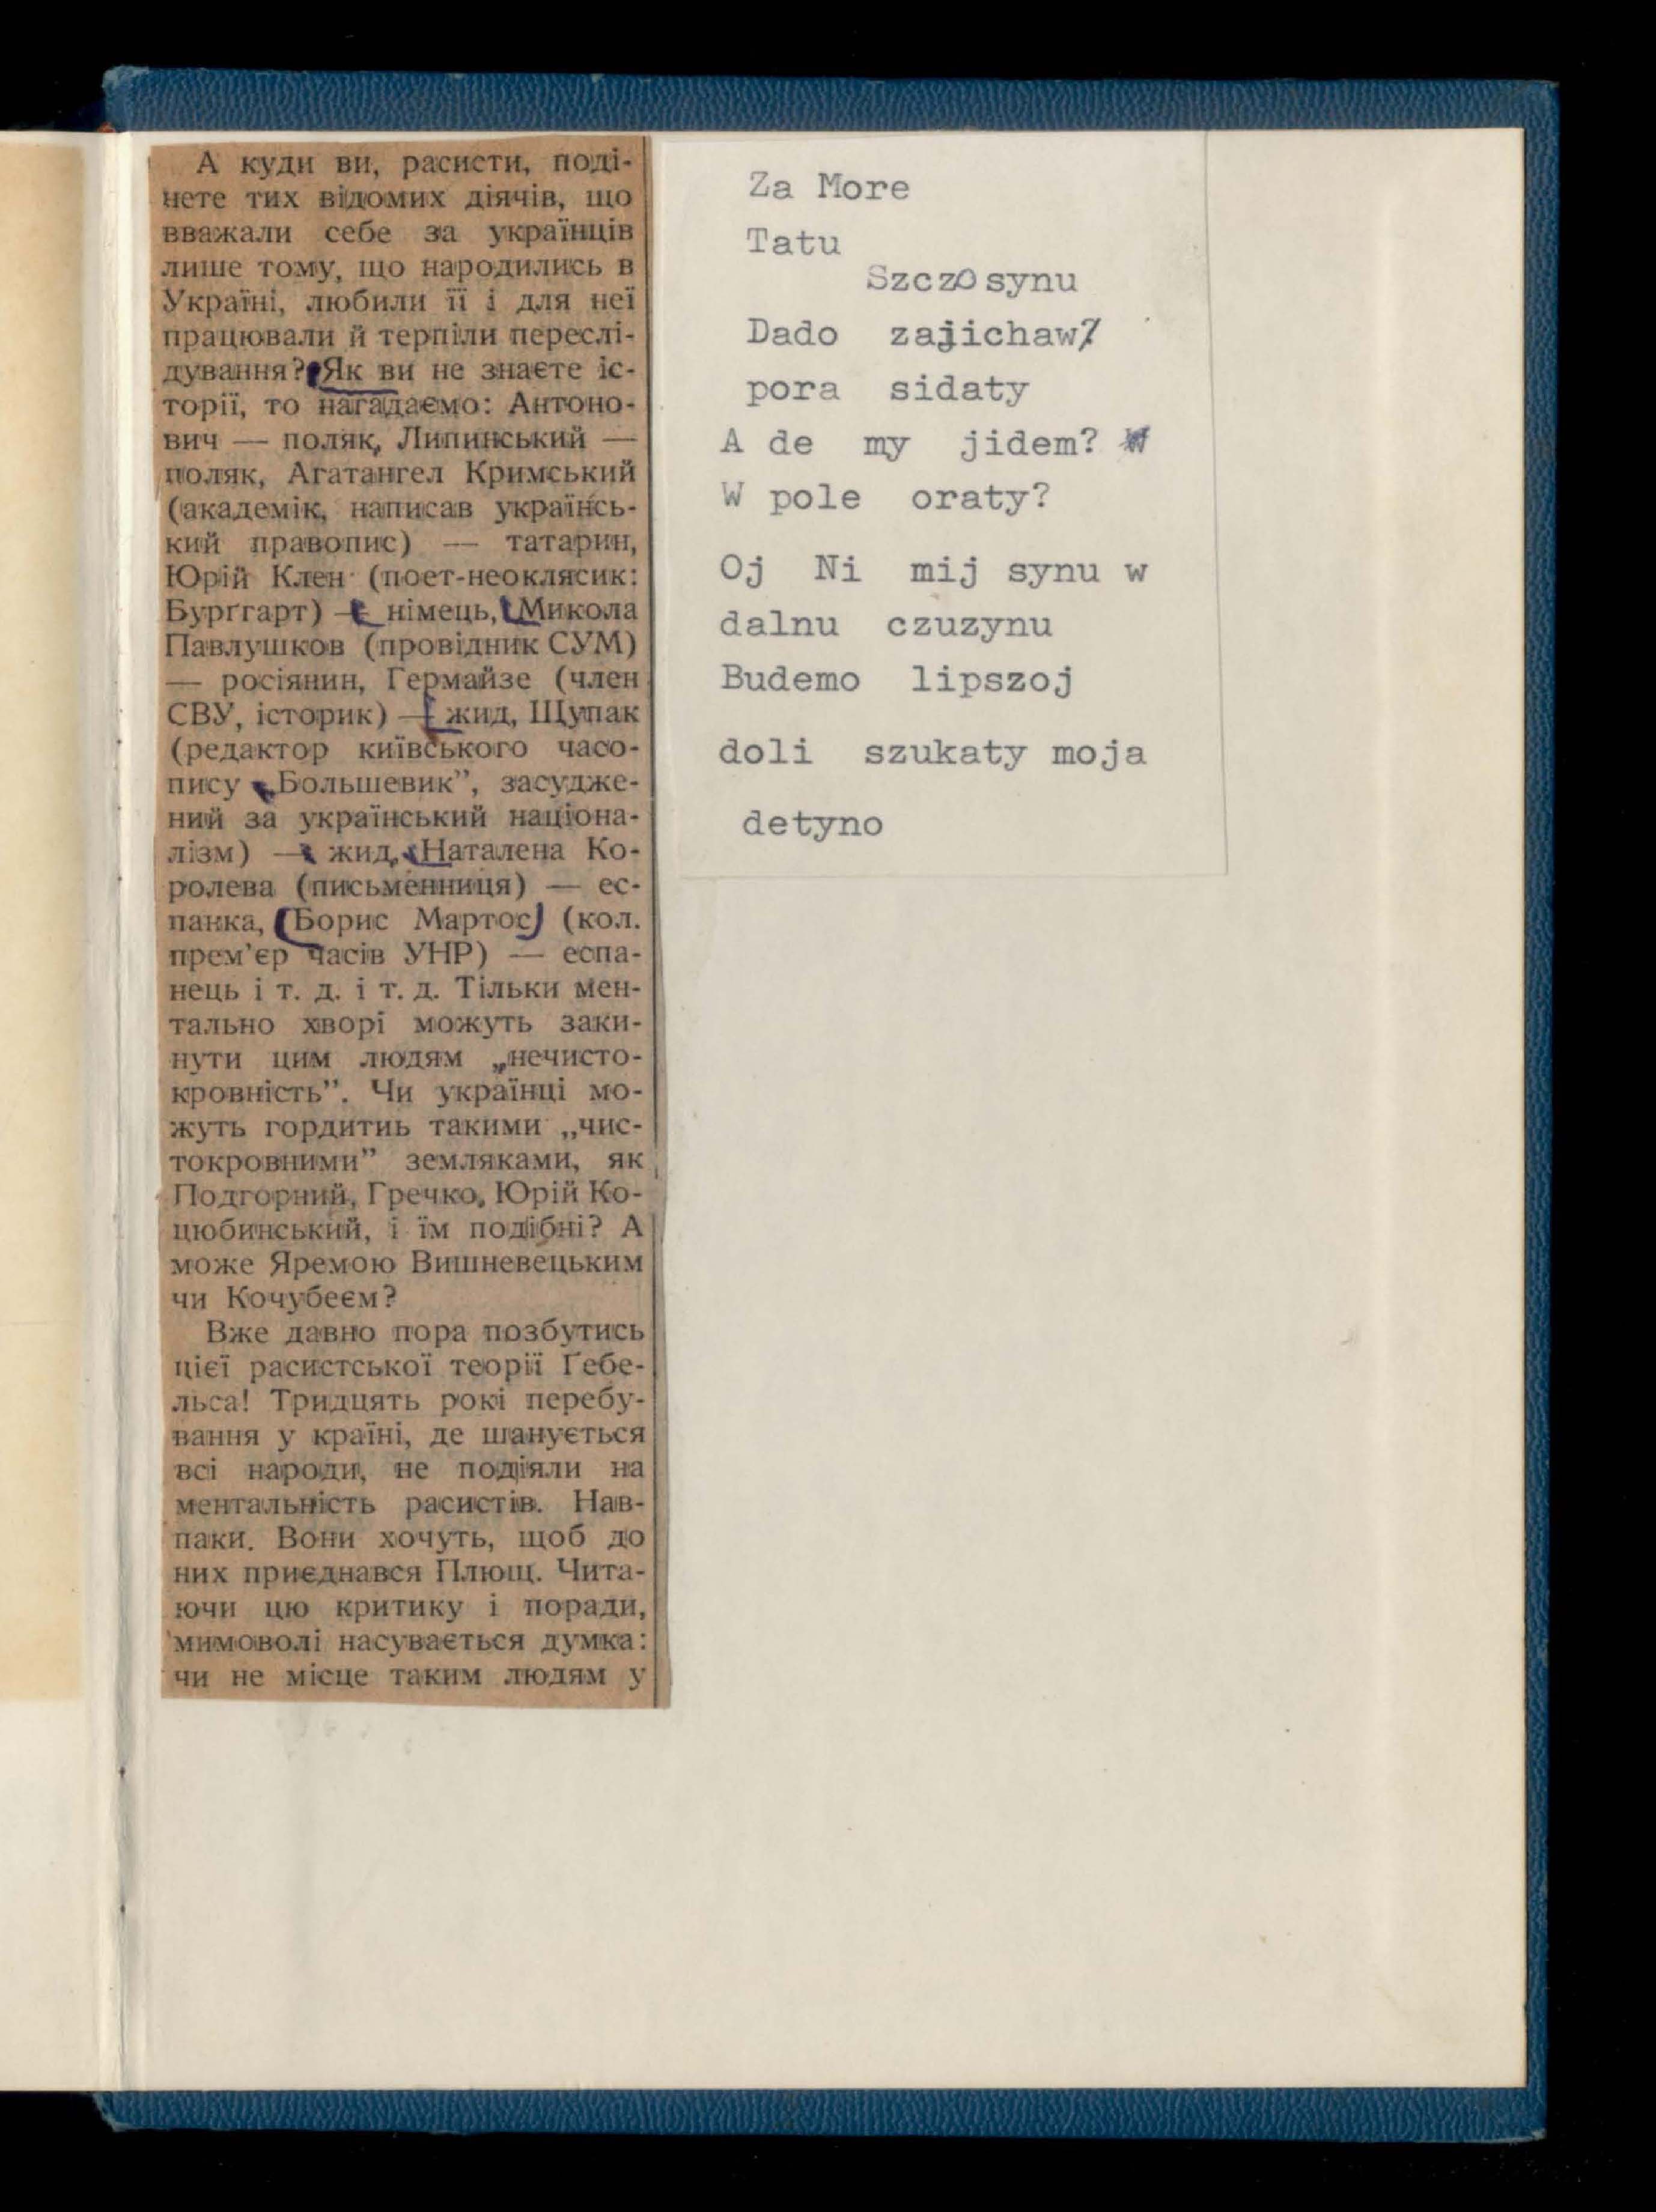 А куди ви, расисти, поді-
нете тих відомих діячів, що
вважали себе за українців
лише тому, що народились в
Україні, любили її і для неї
працювали й терпіли переслі-
дування? Як ви не знаєте іс-
торії, то нагадаємо: Антоно-
вич — поляк, Липинський —
поляк, Агатангел Кримський
(академік, написав українсь-
кий правопис) — татарин,
Юрій Клен (поет-неоклясик:
Бурґгарт) — німець, Микола
Павлушков (провідник СУМ)
— росіянин, Гермайзе (член
СВУ, історик) — жид, Щупак
(редактор київського часо-
пису „Большевик”, засудже-
ний за український націона-
лізм) — жид, Наталена Ко-
ролева (письменниця) — ес-
панка, Борис Мартос (кол.
прем’єр часів УНР) — еспа-
нець і т. д. і т. д. Тільки мен-
тально хворі можуть заки-
нути цим людям „нечисто-
кровність”. Чи українці мо-
жуть гордитиь такими „чис-
токровними” земляками, як
Подгорний, Гречко, Юрій Ко-
цюбинський, і їм подібні? А
може Яремою Вишневецьким
чи Кочубеєм?
Вже давно пора позбутись
цієї расистської теорії Ґебе-
льса! Тридцять рокі перебу-
вання у країні, де шанується
всі народи, не подіяли на
ментальність расистів. Нав-
паки. Вони хочуть, щоб до
них приєднався Плющ. Чита-
ючи цю критику і поради,
мимоволі насувається думка:
чи не місце таким людям у
Za More
Tatu
Szczo synu
Dado zajichaw?
pora sidaty
A de my jidem?
W pole oraty?
Oj Ni mij synu w
dalnu czuzynu
Budemo lipszoj
doli szukaty moja
detyno